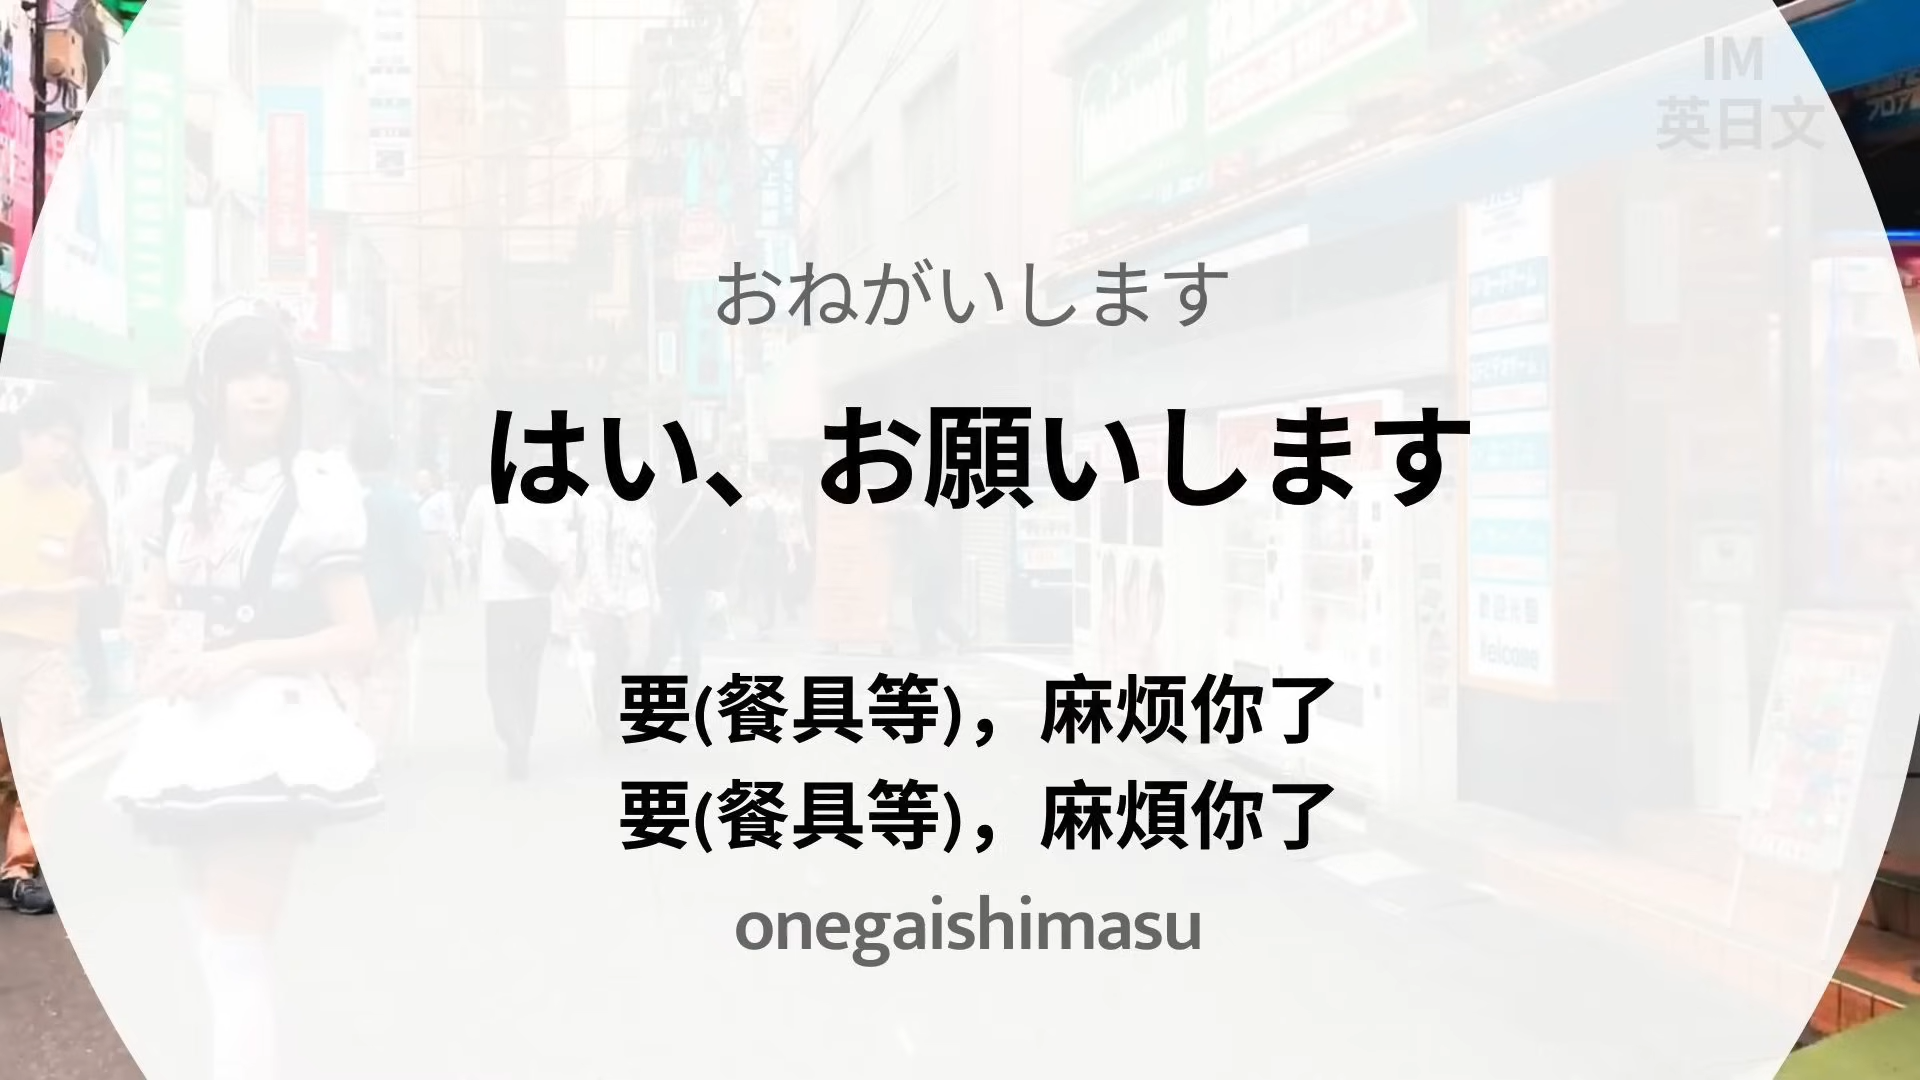 IM
英日文
おねがいします
はい、お願いします
要(餐具等)，麻烦你了
要(餐具等)，麻煩你了
onegaishimasu